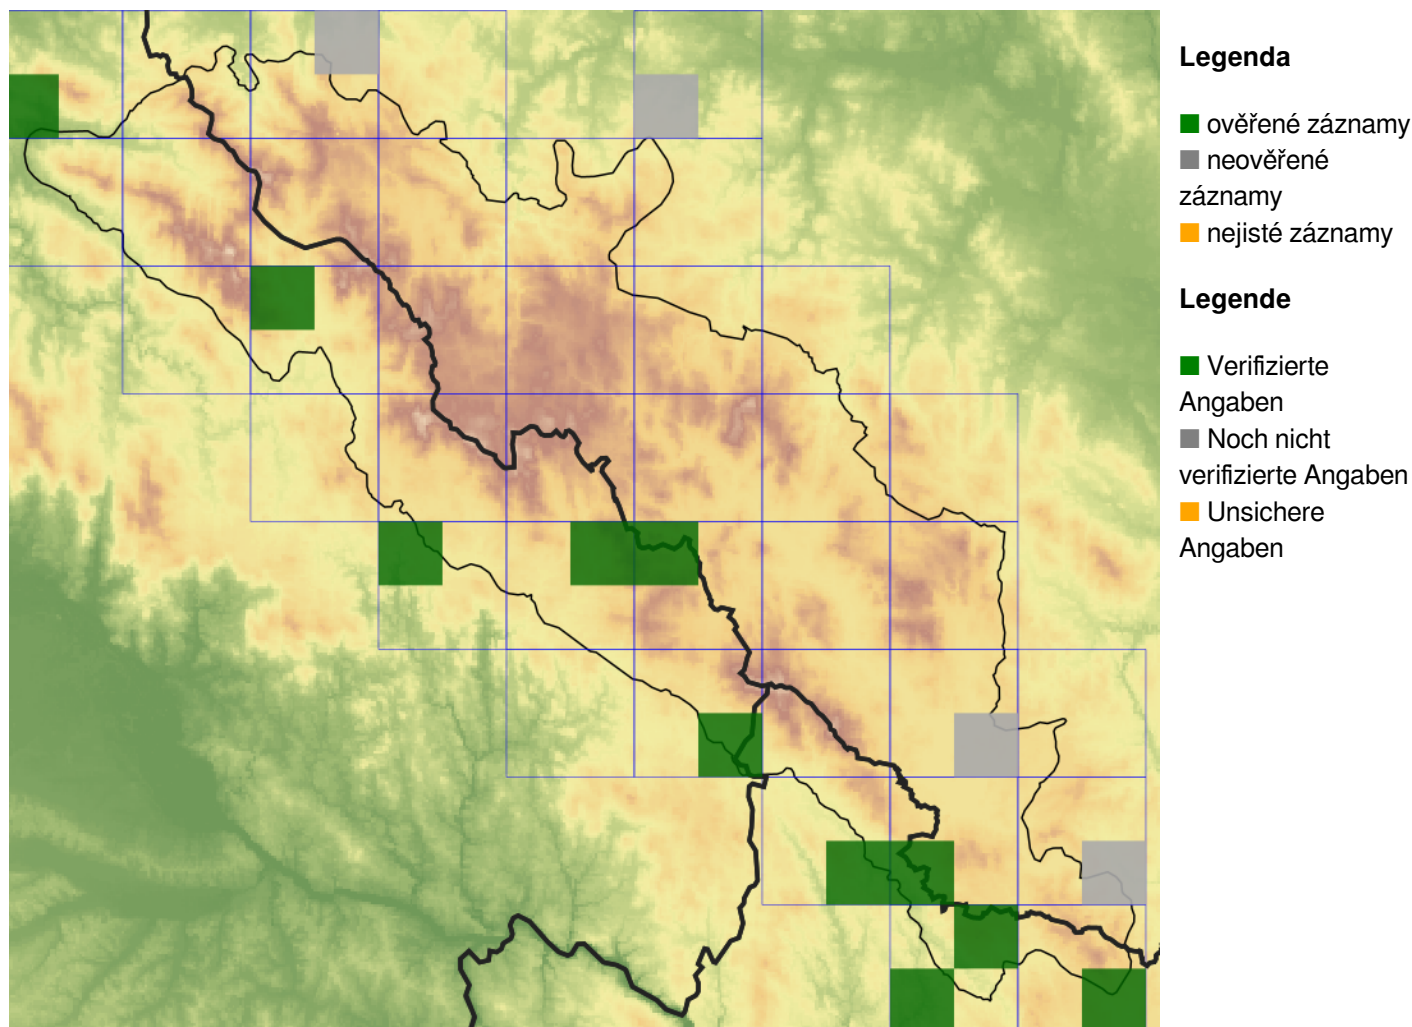 Legenda
ověřené záznamy
neověřené
záznamy
nejisté záznamy
Legende
Verifizierte
Angaben
Noch nicht
verifizierte Angaben
Unsichere
Angaben